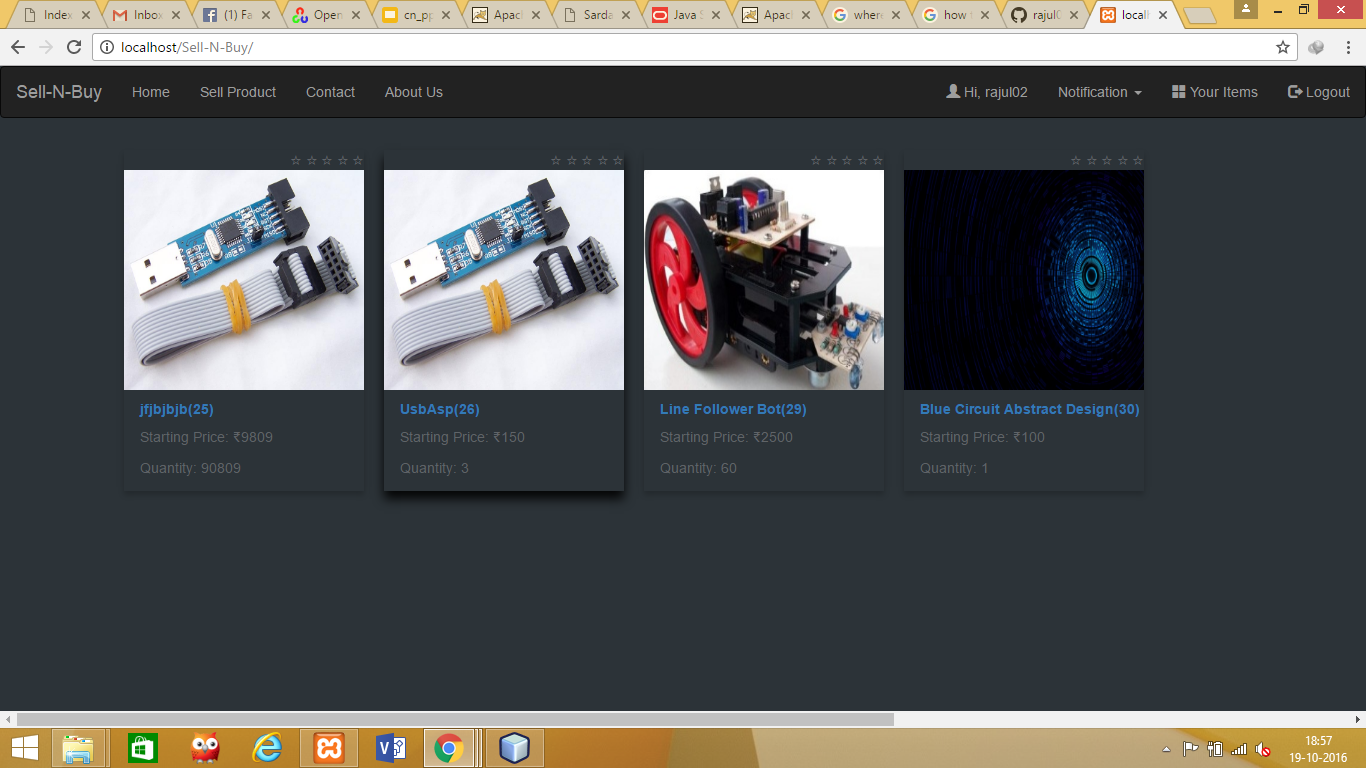 Index
Inbox
(1) Fa
Open
cn_pp
Apac
Sarda
Java S
Apac
where
how t
rajul0
local
localhost/Sell-N-Buy/
Sell-N-Buy Home Sell Product Contact About Us Hi, rajul02 Notification Your Items Logout
☆ ☆ ☆ ☆ ☆ ☆ ☆ ☆ ☆ ☆ ☆ ☆ ☆ ☆ ☆ ☆ ☆ ☆ ☆ ☆
jfjbjbjb(25)
Starting Price: ₹9809
Quantity: 90809
UsbAsp(26)
Starting Price: ₹150
Quantity: 3
Line Follower Bot(29)
Starting Price: ₹2500
Quantity: 60
Blue Circuit Abstract Design(30)
Starting Price: ₹100
Quantity: 1
18:57
19-10-2016